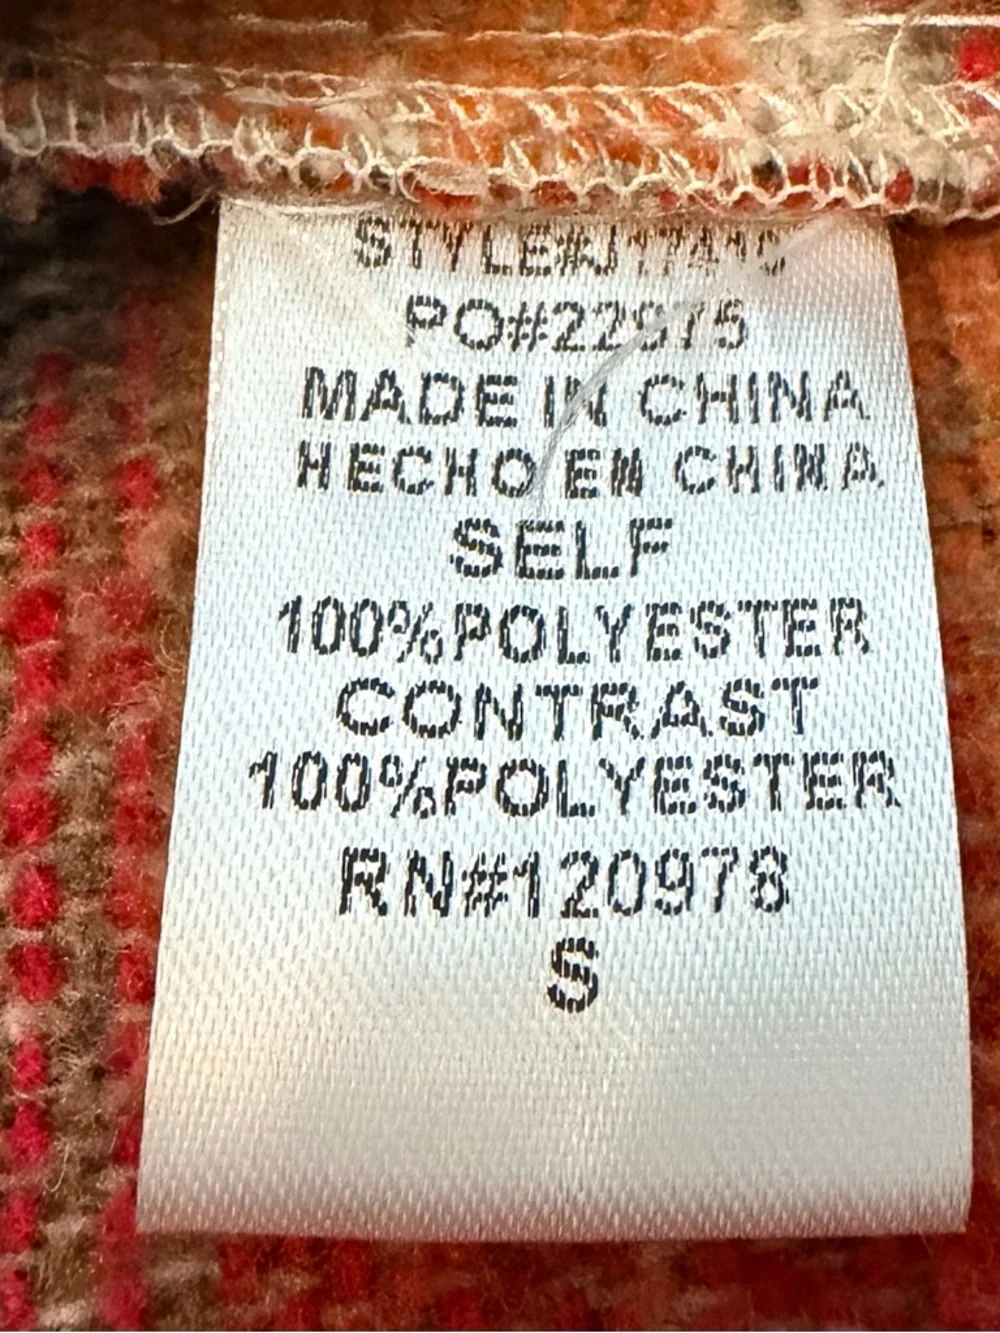 PO#22975
MADE IN CHINA
HECHO EN CHINA
SELF
100%POLYESTER
CONTRAST
100%POLYESTER
RN#120978
S